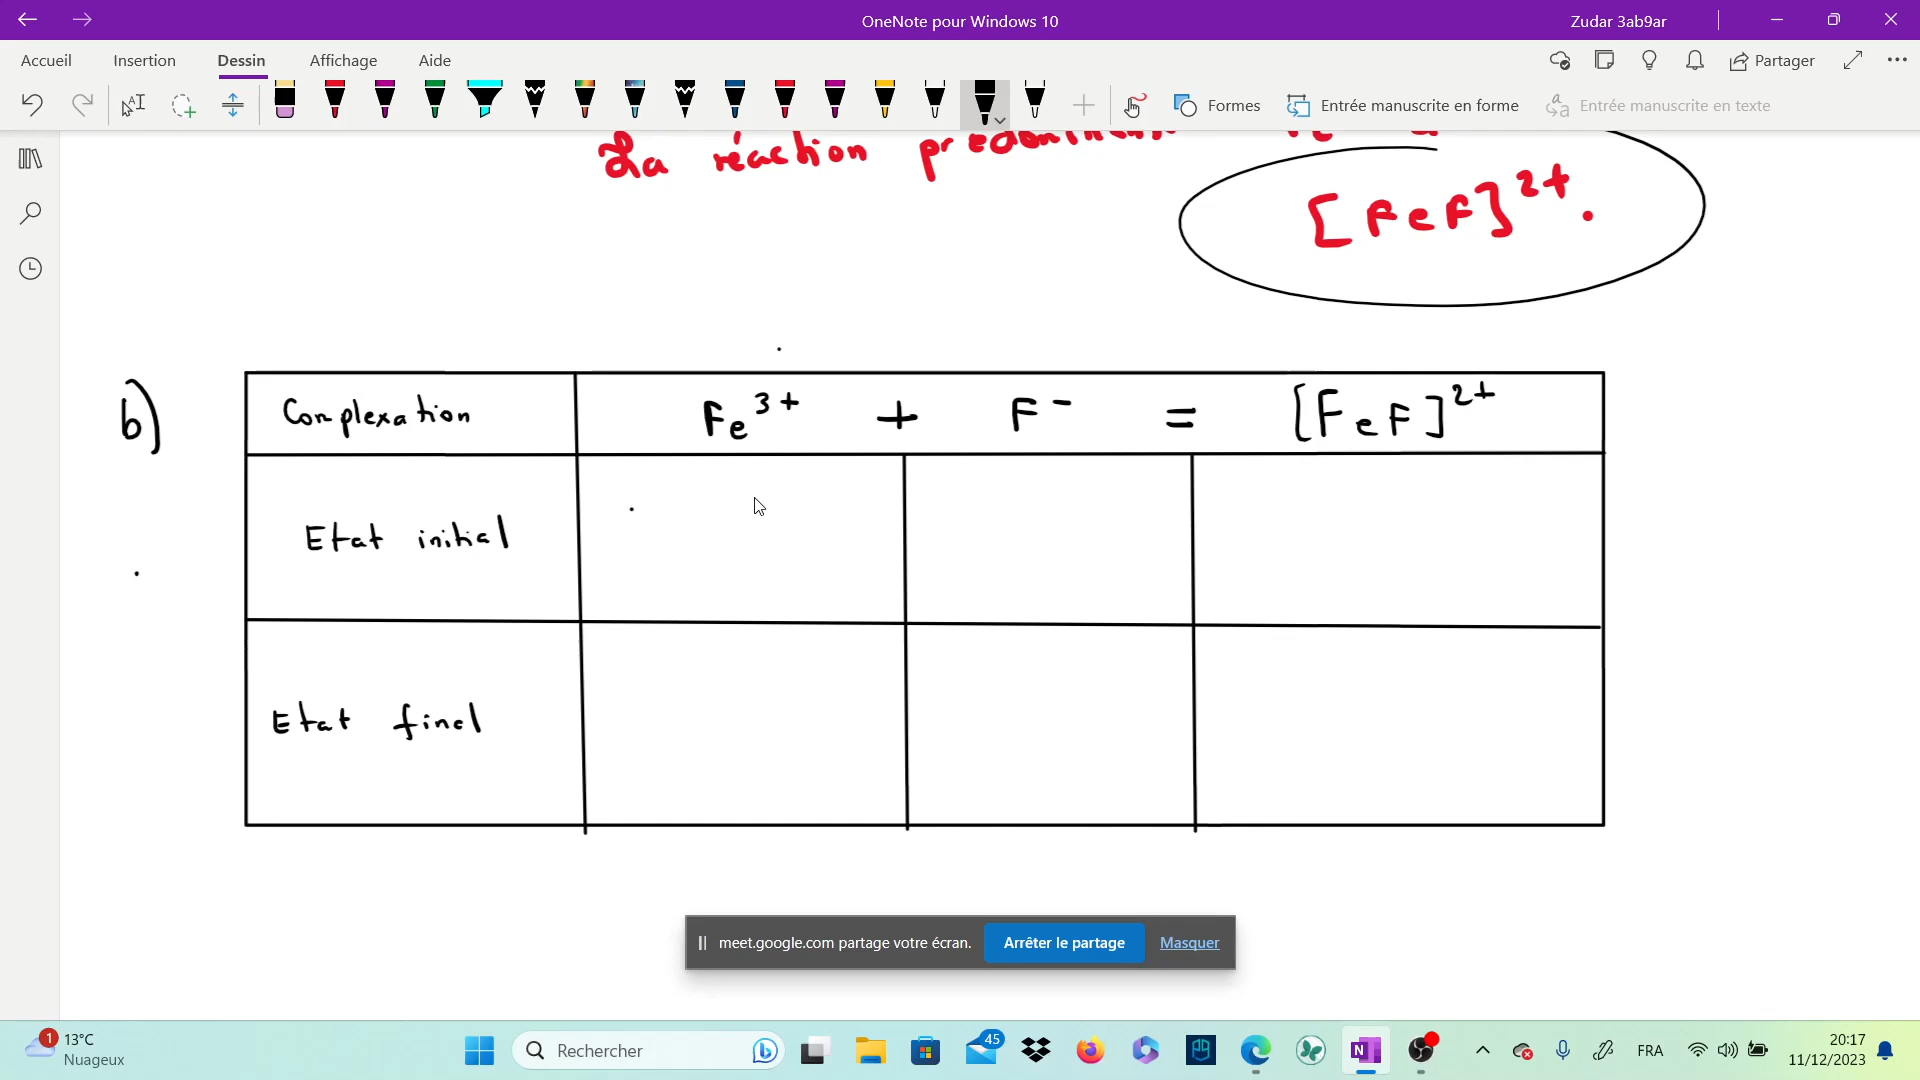 OneNote pour Windows 10
Zudar 3ab9ar
Accueil Insertion Dessin Affichage Aide
Partager
Formes Entrée manuscrite en forme Entrée manuscrite en texte
La réaction
[FeF]²⁺.
b)
Complexation Fe³⁺ + F⁻ = [FeF]²⁺
Etat initial
Etat final
meet.google.com partage votre écran. Arrêter le partage Masquer
1 13°C
Nuageux
Rechercher
45
FRA
20:17
11/12/2023